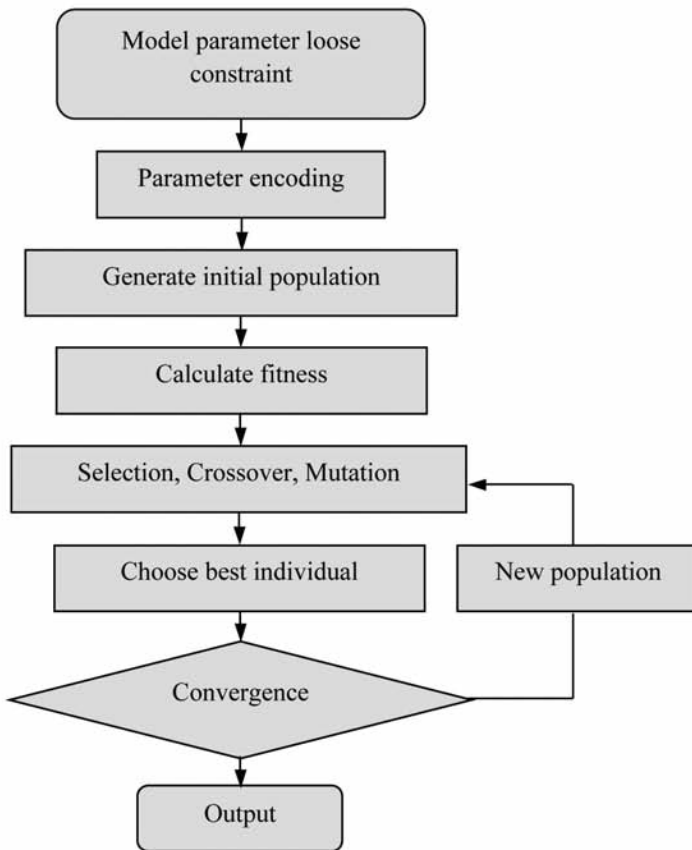 Model parameter loose
constraint
Parameter encoding
Generate initial population
Calculate fitness
Selection, Crossover, Mutation
Choose best individual
New population
Convergence
Output